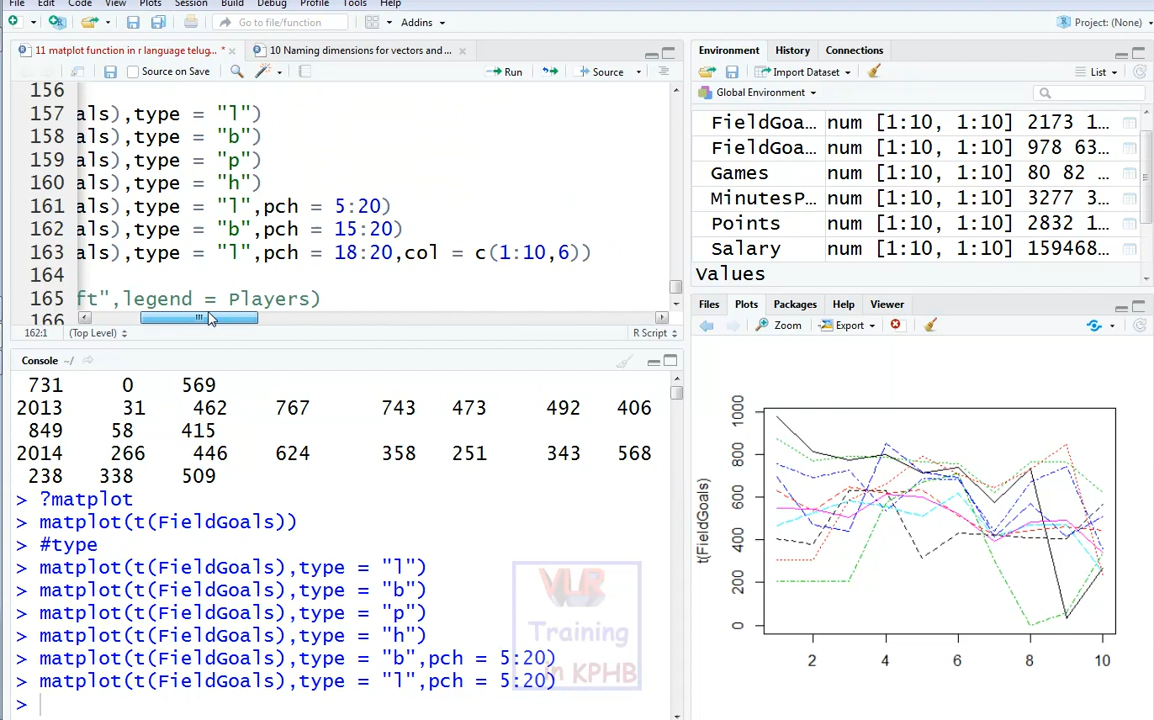 File Edit Code View Plots Session Build Debug Profile Tools Help
Go to file/function
Addins
Project: (None)
11 matplot function in r language telug... *
10 Naming dimensions for vectors and ...
Source on Save
Run
Source
156
157 als),type = "l")
158 als),type = "b")
159 als),type = "p")
160 als),type = "h")
161 als),type = "l",pch = 5:20)
162 als),type = "b",pch = 15:20)
163 als),type = "l",pch = 18:20,col = c(1:10,6))
164
165 ft",legend = Players)
166
162:1 (Top Level) R Script
Console ~/
731 0 569
2013 31 462 767 743 473 492 406
849 58 415
2014 266 446 624 358 251 343 568
238 338 509
> ?matplot
> matplot(t(FieldGoals))
> #type
> matplot(t(FieldGoals),type = "l")
> matplot(t(FieldGoals),type = "b")
> matplot(t(FieldGoals),type = "p")
> matplot(t(FieldGoals),type = "h")
> matplot(t(FieldGoals),type = "b",pch = 5:20)
> matplot(t(FieldGoals),type = "l",pch = 5:20)
>
VLR
Training
in KPHB
Environment History Connections
Import Dataset
List
Global Environment
FieldGoa... num [1:10, 1:10] 2173 1...
FieldGoa... num [1:10, 1:10] 978 63...
Games num [1:10, 1:10] 80 82 ...
MinutesP... num [1:10, 1:10] 3277 3...
Points num [1:10, 1:10] 2832 1...
Salary num [1:10, 1:10] 159468...
Values
Files Plots Packages Help Viewer
Zoom Export
t(FieldGoals)
1000
800
600
400
200
0
2 4 6 8 10